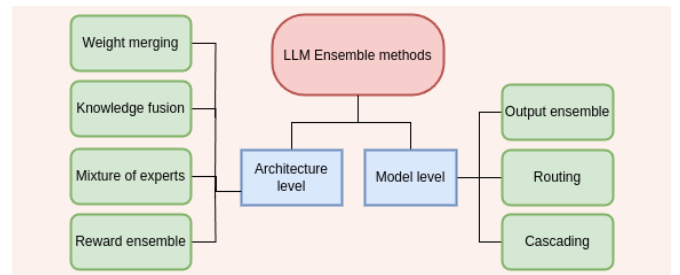 LLM Ensemble methods
Weight merging
Knowledge fusion
Mixture of experts
Reward ensemble
Architecture
level
Model level
Output ensemble
Routing
Cascading